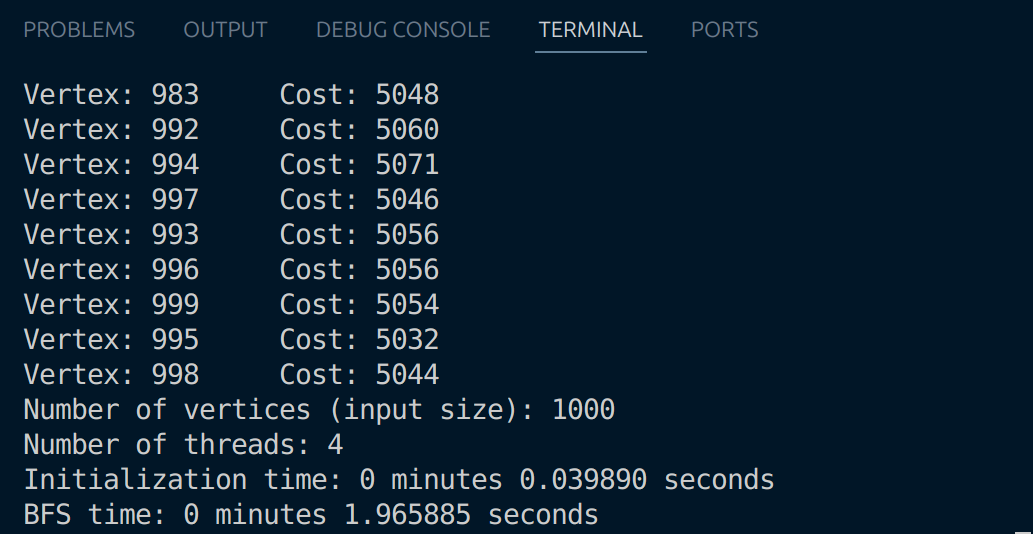 PROBLEMS OUTPUT DEBUG CONSOLE TERMINAL PORTS
Vertex: 983     Cost: 5048
Vertex: 992     Cost: 5060
Vertex: 994     Cost: 5071
Vertex: 997     Cost: 5046
Vertex: 993     Cost: 5056
Vertex: 996     Cost: 5056
Vertex: 999     Cost: 5054
Vertex: 995     Cost: 5032
Vertex: 998     Cost: 5044
Number of vertices (input size): 1000
Number of threads: 4
Initialization time: 0 minutes 0.039890 seconds
BFS time: 0 minutes 1.965885 seconds